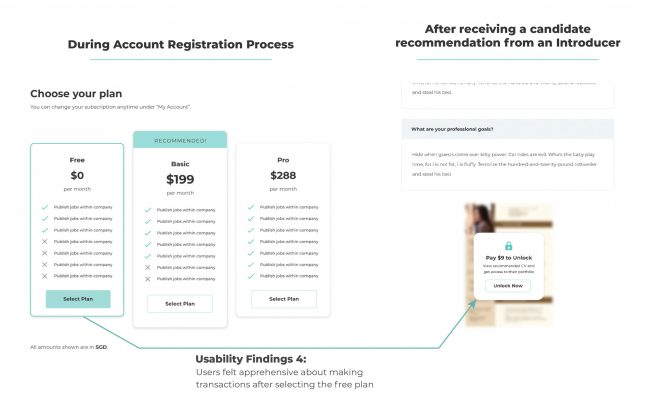 During Account Registration Process
After receiving a candidate
recommendation from an Introducer
Choose your plan
You can change your subscription anytime under "My Account".
Free
$0
per month
Publish jobs within company
Publish jobs within company
Publish jobs within company
Publish jobs within company
Publish jobs within company
Publish jobs within company
Publish jobs within company
Select Plan
RECOMMENDED!
Basic
$199
per month
Publish jobs within company
Publish jobs within company
Publish jobs within company
Publish jobs within company
Publish jobs within company
Publish jobs within company
Publish jobs within company
Select Plan
Pro
$288
per month
Publish jobs within company
Publish jobs within company
Publish jobs within company
Publish jobs within company
Publish jobs within company
Publish jobs within company
Publish jobs within company
Select Plan
All amounts shown are in SGD.
and steal his bed.
What are your professional goals?
Hide when guests come over kitty power. Car rides are evil. Whats the baby play
time, for i is not fat, i is fluffy. Terrorize the hundred-and-twenty-pound rottweiler
and steal his bed.
Pay $9 to Unlock
View recommended CV and
get access to their portfolio
Unlock Now
Usability Findings 4:
Users felt apprehensive about making
transactions after selecting the free plan